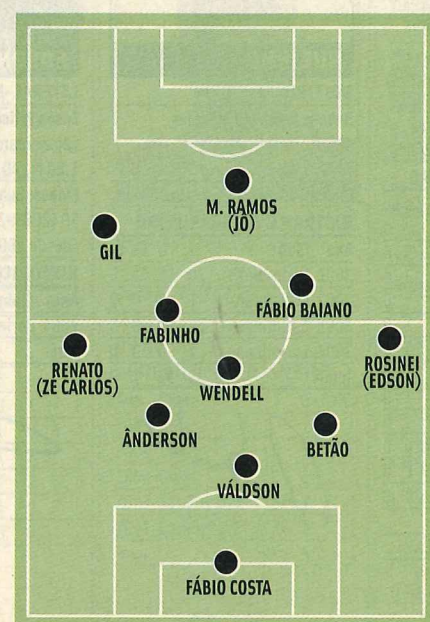 M. RAMOS
(JÔ)
GIL
FÁBIO BAIANO
FABINHO
RENATO
(ZÉ CARLOS)
ROSINEI
(EDSON)
WENDELL
ÂNDERSON
BETÃO
VÁLDSON
FÁBIO COSTA